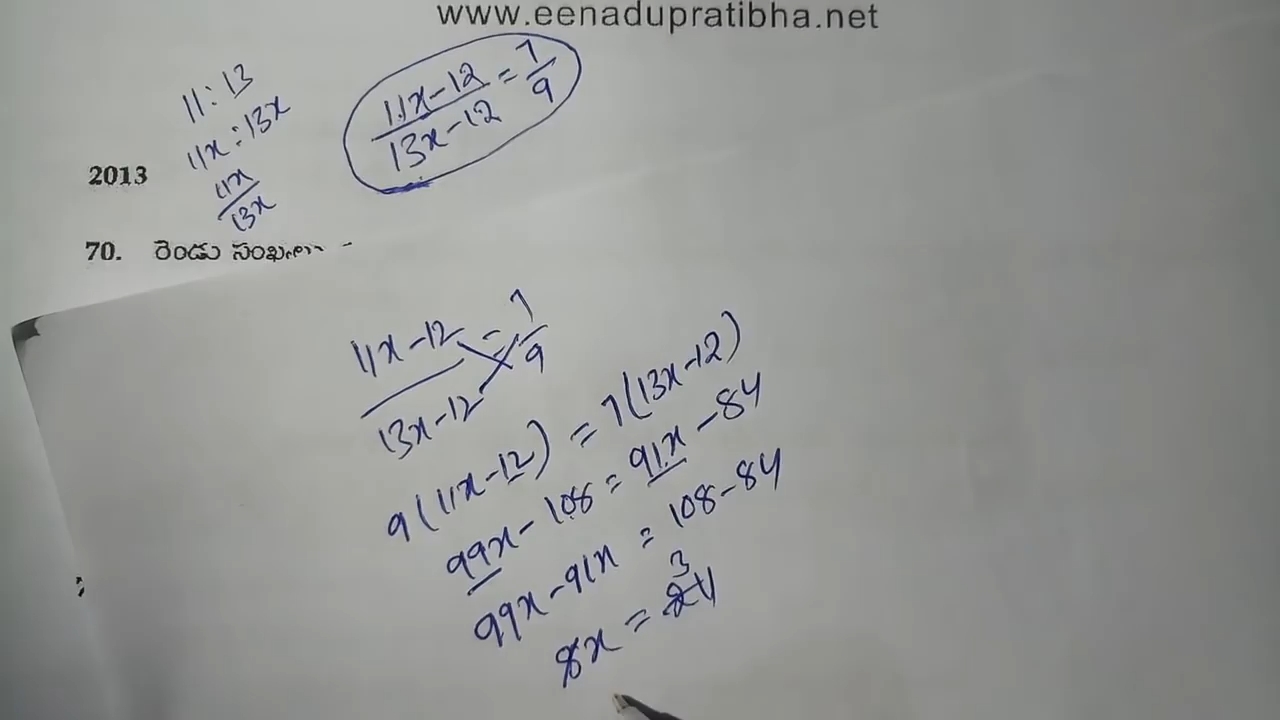 www.eenadupratibha.net
11:13
11x:13x
11x/13x
(11x-12)/(13x-12) = 7/9
2013
70. రెండు
(11x-12)/(13x-12) = 7/9
9(11x-12) = 7(13x-12)
99x-108 = 91x-84
99x-91x = 108-84
8x = 24
3